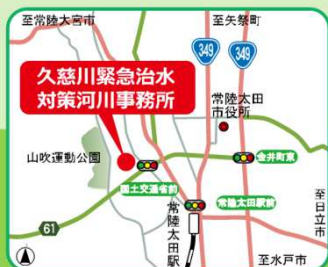 至常陸大宮市
至矢祭町
349
349
久慈川緊急治水
対策河川事務所
常陸太田
市役所
山吹運動公園
金井町東
国土交通省前
至日立市
常陸太田駅前
常陸太田駅
61
至水戸市